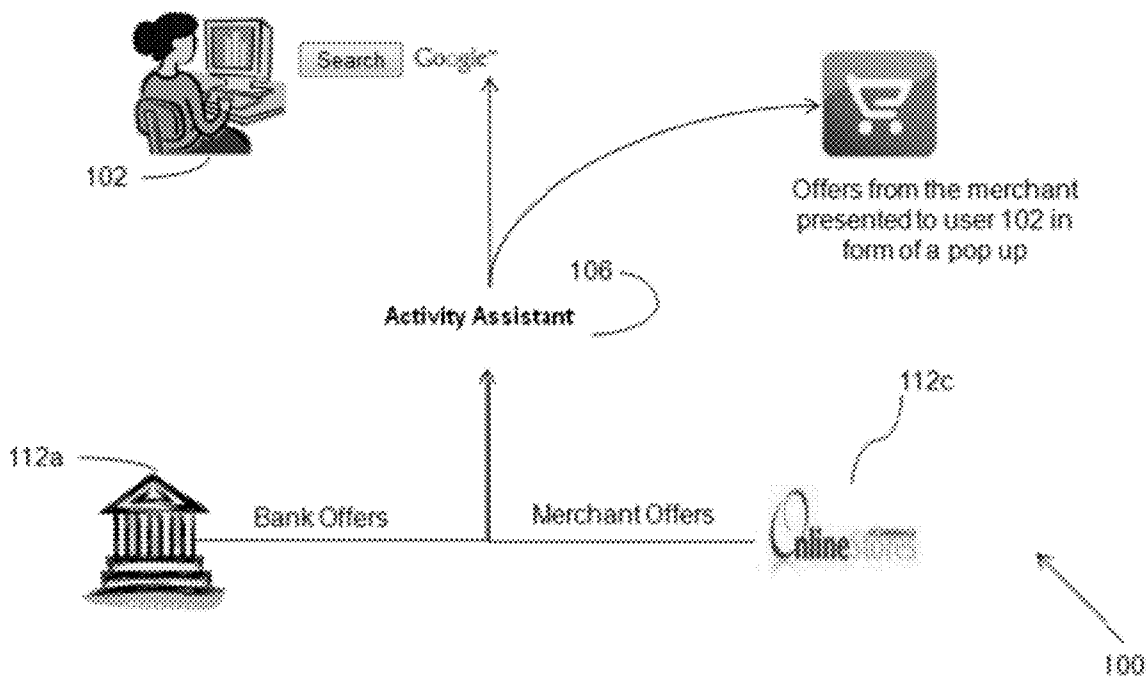 Search Google™
102
Offers from the merchant
presented to user 102 in
form of a pop up
106
Activity Assistant
112c
112a
Bank Offers
Merchant Offers
Online
100